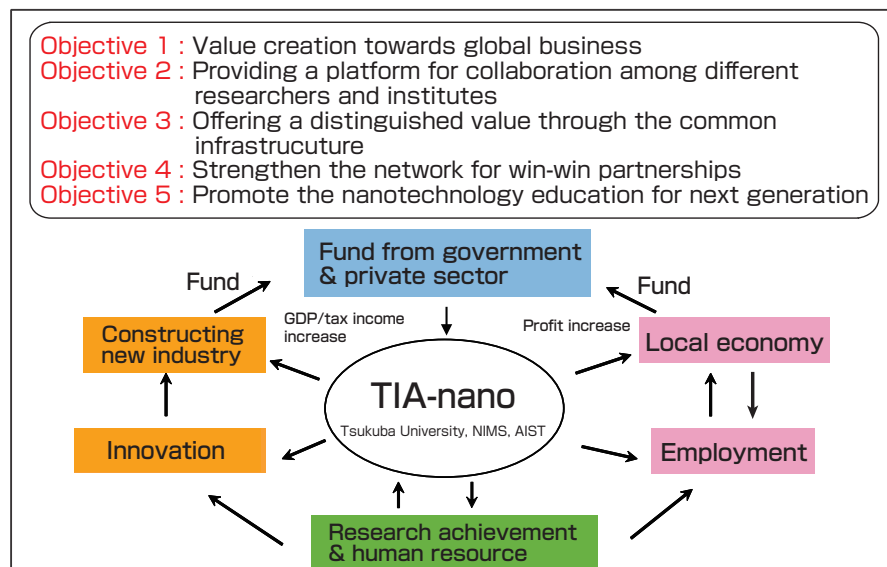 Objective 1 : Value creation towards global business
Objective 2 : Providing a platform for collaboration among different
researchers and institutes
Objective 3 : Offering a distinguished value through the common
infrastrucuture
Objective 4 : Strengthen the network for win-win partnerships
Objective 5 : Promote the nanotechnology education for next generation
Fund from government
& private sector
Fund
Fund
GDP/tax income
increase
Profit increase
Constructing
new industry
Local economy
TIA-nano
Tsukuba University, NIMS, AIST
Innovation
Employment
Research achievement
& human resource